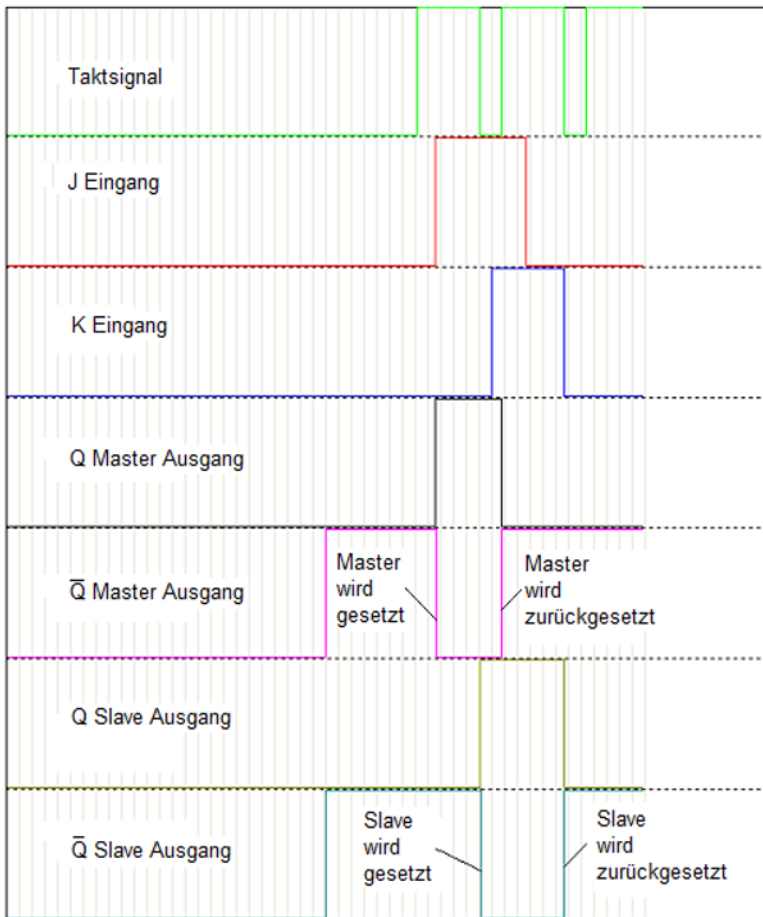 Taktsignal
J Eingang
K Eingang
Q Master Ausgang
Q̅ Master Ausgang
Master
wird
gesetzt
Master
wird
zurückgesetzt
Q Slave Ausgang
Q̅ Slave Ausgang
Slave
wird
gesetzt
Slave
wird
zurückgesetzt